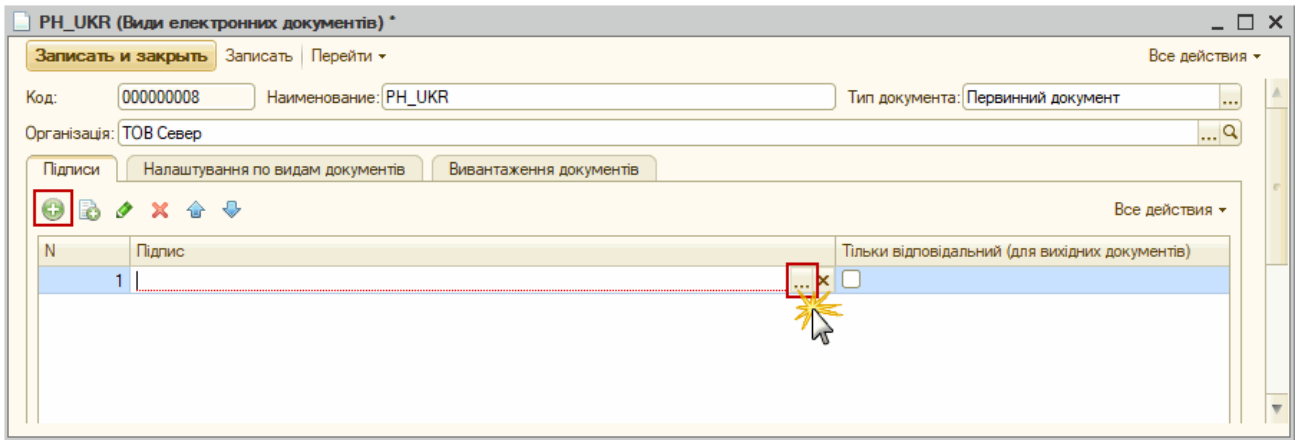 PH_UKR (Види електронних документів) *
Записать и закрыть Записать Перейти Все действия
Код: 000000008 Наименование: PH_UKR Тип документа: Первинний документ ...
Організація: ТОВ Север ...
Підписи Налаштування по видам документів Вивантаження документів
Все действия
N Підпис Тільки відповідальний (для вихідних документів)
1 ...